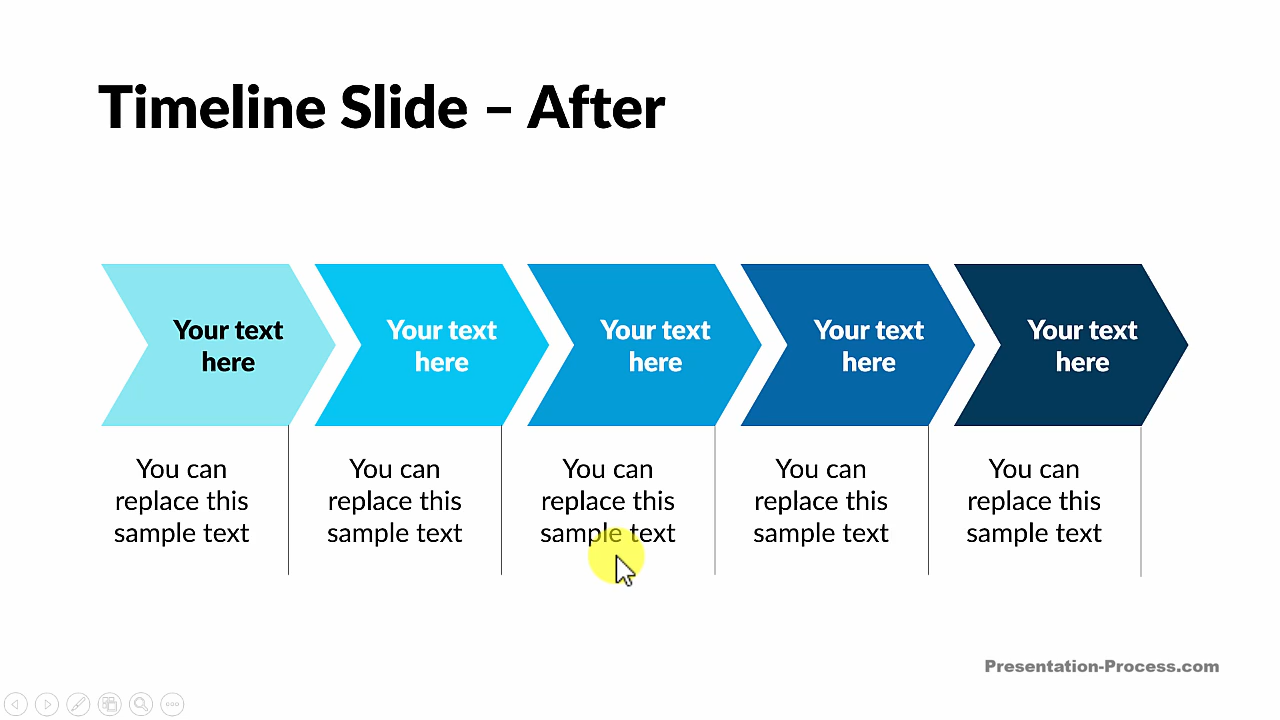 Timeline Slide – After
Your text
here
Your text
here
Your text
here
Your text
here
Your text
here
You can
replace this
sample text
You can
replace this
sample text
You can
replace this
sample text
You can
replace this
sample text
You can
replace this
sample text
Presentation-Process.com